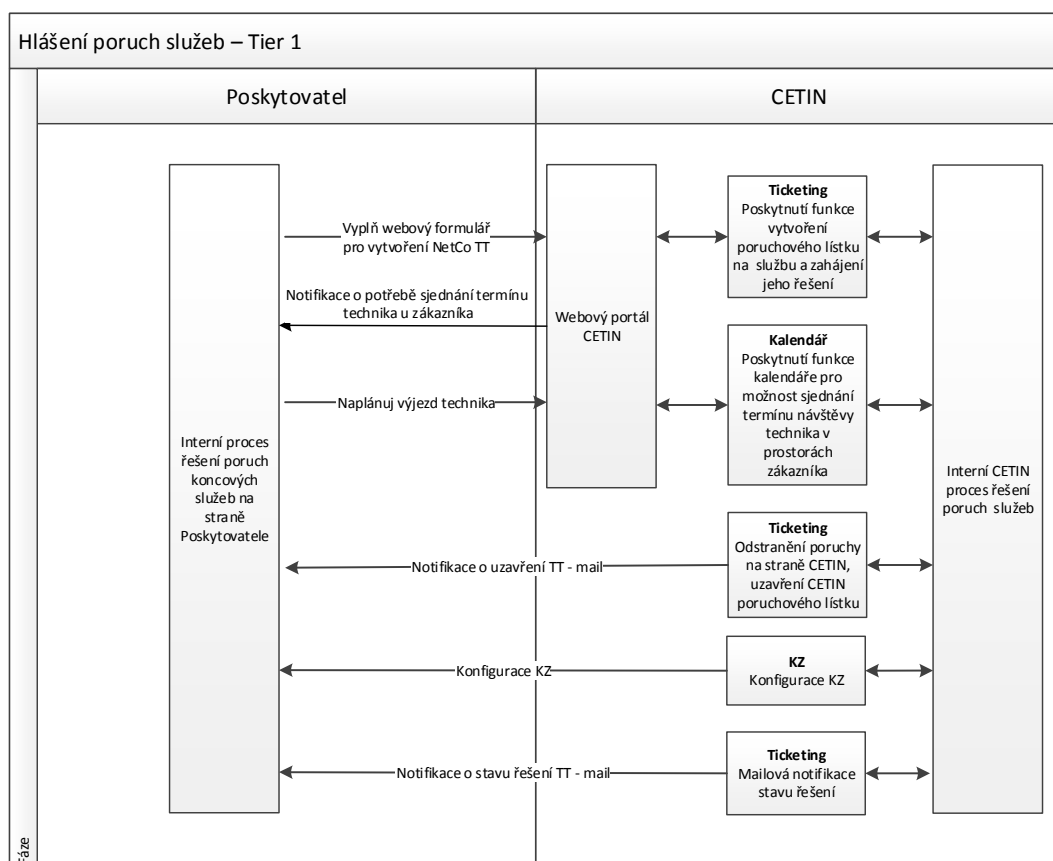 Hlášení poruch služeb – Tier 1
Poskytovatel
CETIN
Vyplň webový formulář
pro vytvoření NetCo TT
Notifikace o potřebě sjednání termínu
technika u zákazníka
Naplánuj výjezd technika
Interní proces
řešení poruch
koncových
služeb na
straně
Poskytovatele
Webový portál
CETIN
Ticketing
Poskytnutí funkce
vytvoření
poruchového lístku
na službu a zahájení
jeho řešení
Kalendář
Poskytnutí funkce
kalendáře pro
možnost sjednání
termínu návštěvy
technika v
prostorách
zákazníka
Interní CETIN
proces řešení
poruch služeb
Notifikace o uzavření TT - mail
Ticketing
Odstranění poruchy
na straně CETIN,
uzavření CETIN
poruchového lístku
Konfigurace KZ
KZ
Konfigurace KZ
Notifikace o stavu řešení TT - mail
Ticketing
Mailová notifikace
stavu řešení
Fáze